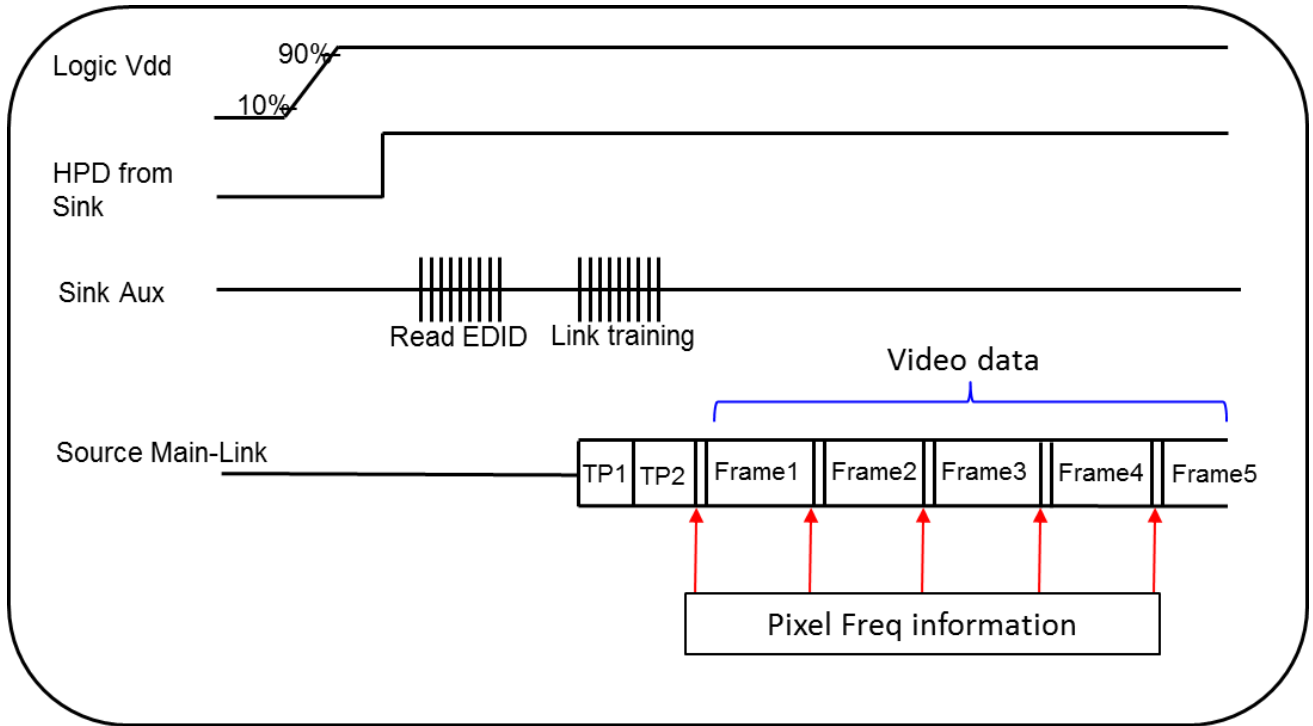 Logic Vdd
90%
10%
HPD from
Sink
Sink Aux
Read EDID
Link training
Video data
Source Main-Link
TP1
TP2
Frame1
Frame2
Frame3
Frame4
Frame5
Pixel Freq information